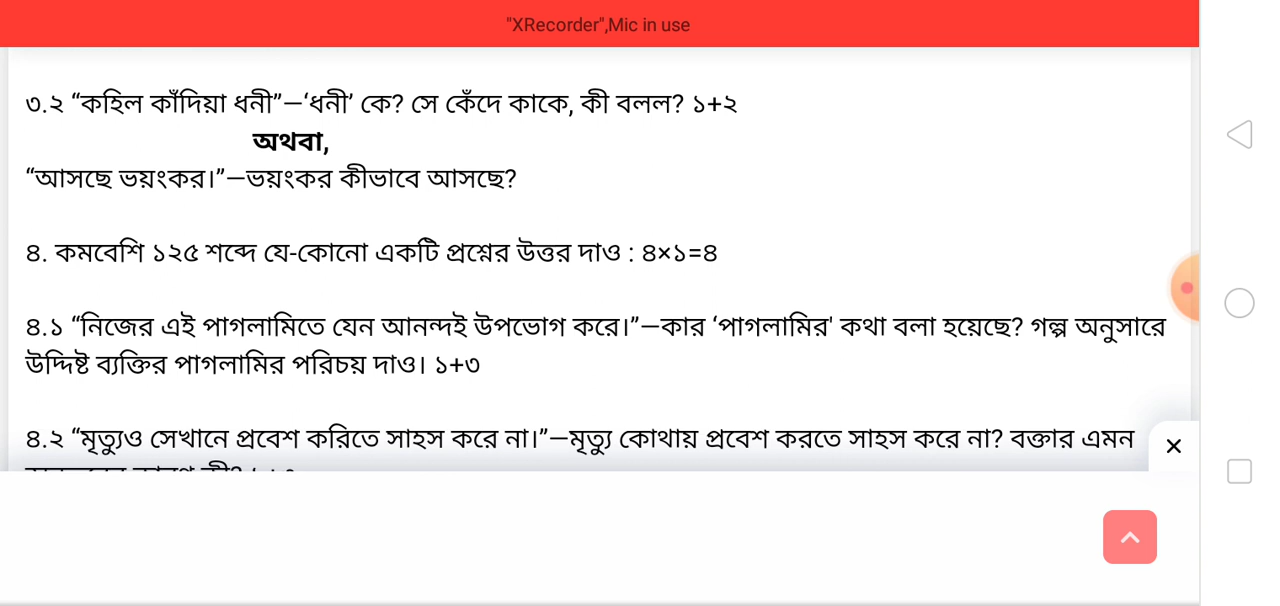 "XRecorder",Mic in use
৩.২ “কহিল কাঁদিয়া ধনী”—‘ধনী’ কে? সে কেঁদে কাকে, কী বলল? ১+২
অথবা,
“আসছে ভয়ংকর।”—ভয়ংকর কীভাবে আসছে?
৪. কমবেশি ১২৫ শব্দে যে-কোনো একটি প্রশ্নের উত্তর দাও : ৪×১=৪
৪.১ “নিজের এই পাগলামিতে যেন আনন্দই উপভোগ করে।”—কার ‘পাগলামির' কথা বলা হয়েছে? গল্প অনুসারে
উদ্দিষ্ট ব্যক্তির পাগলামির পরিচয় দাও। ১+৩
৪.২ “মৃত্যুও সেখানে প্রবেশ করিতে সাহস করে না।”—মৃত্যু কোথায় প্রবেশ করতে সাহস করে না? বক্তার এমন